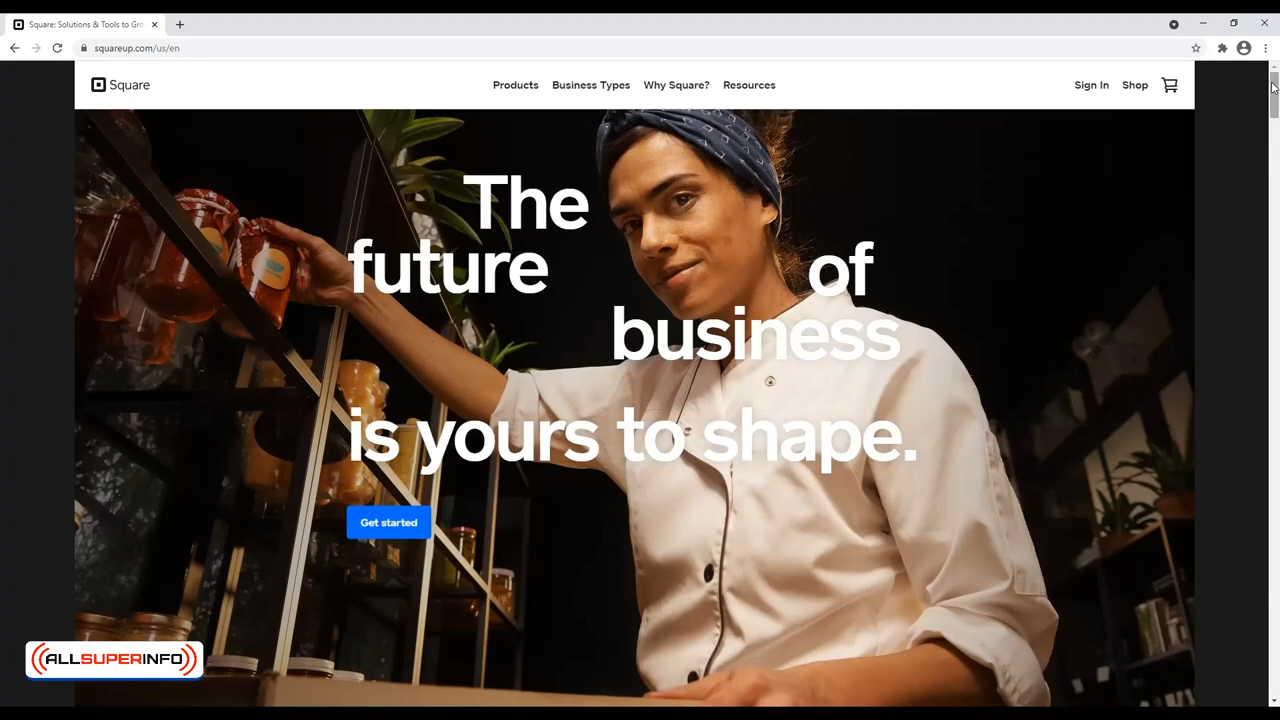 Square: Solutions & Tools to Gro
squareup.com/us/en
Square
Products Business Types Why Square? Resources
Sign In Shop
The
future of
business
is yours to shape.
Get started
ALLSUPERINFO